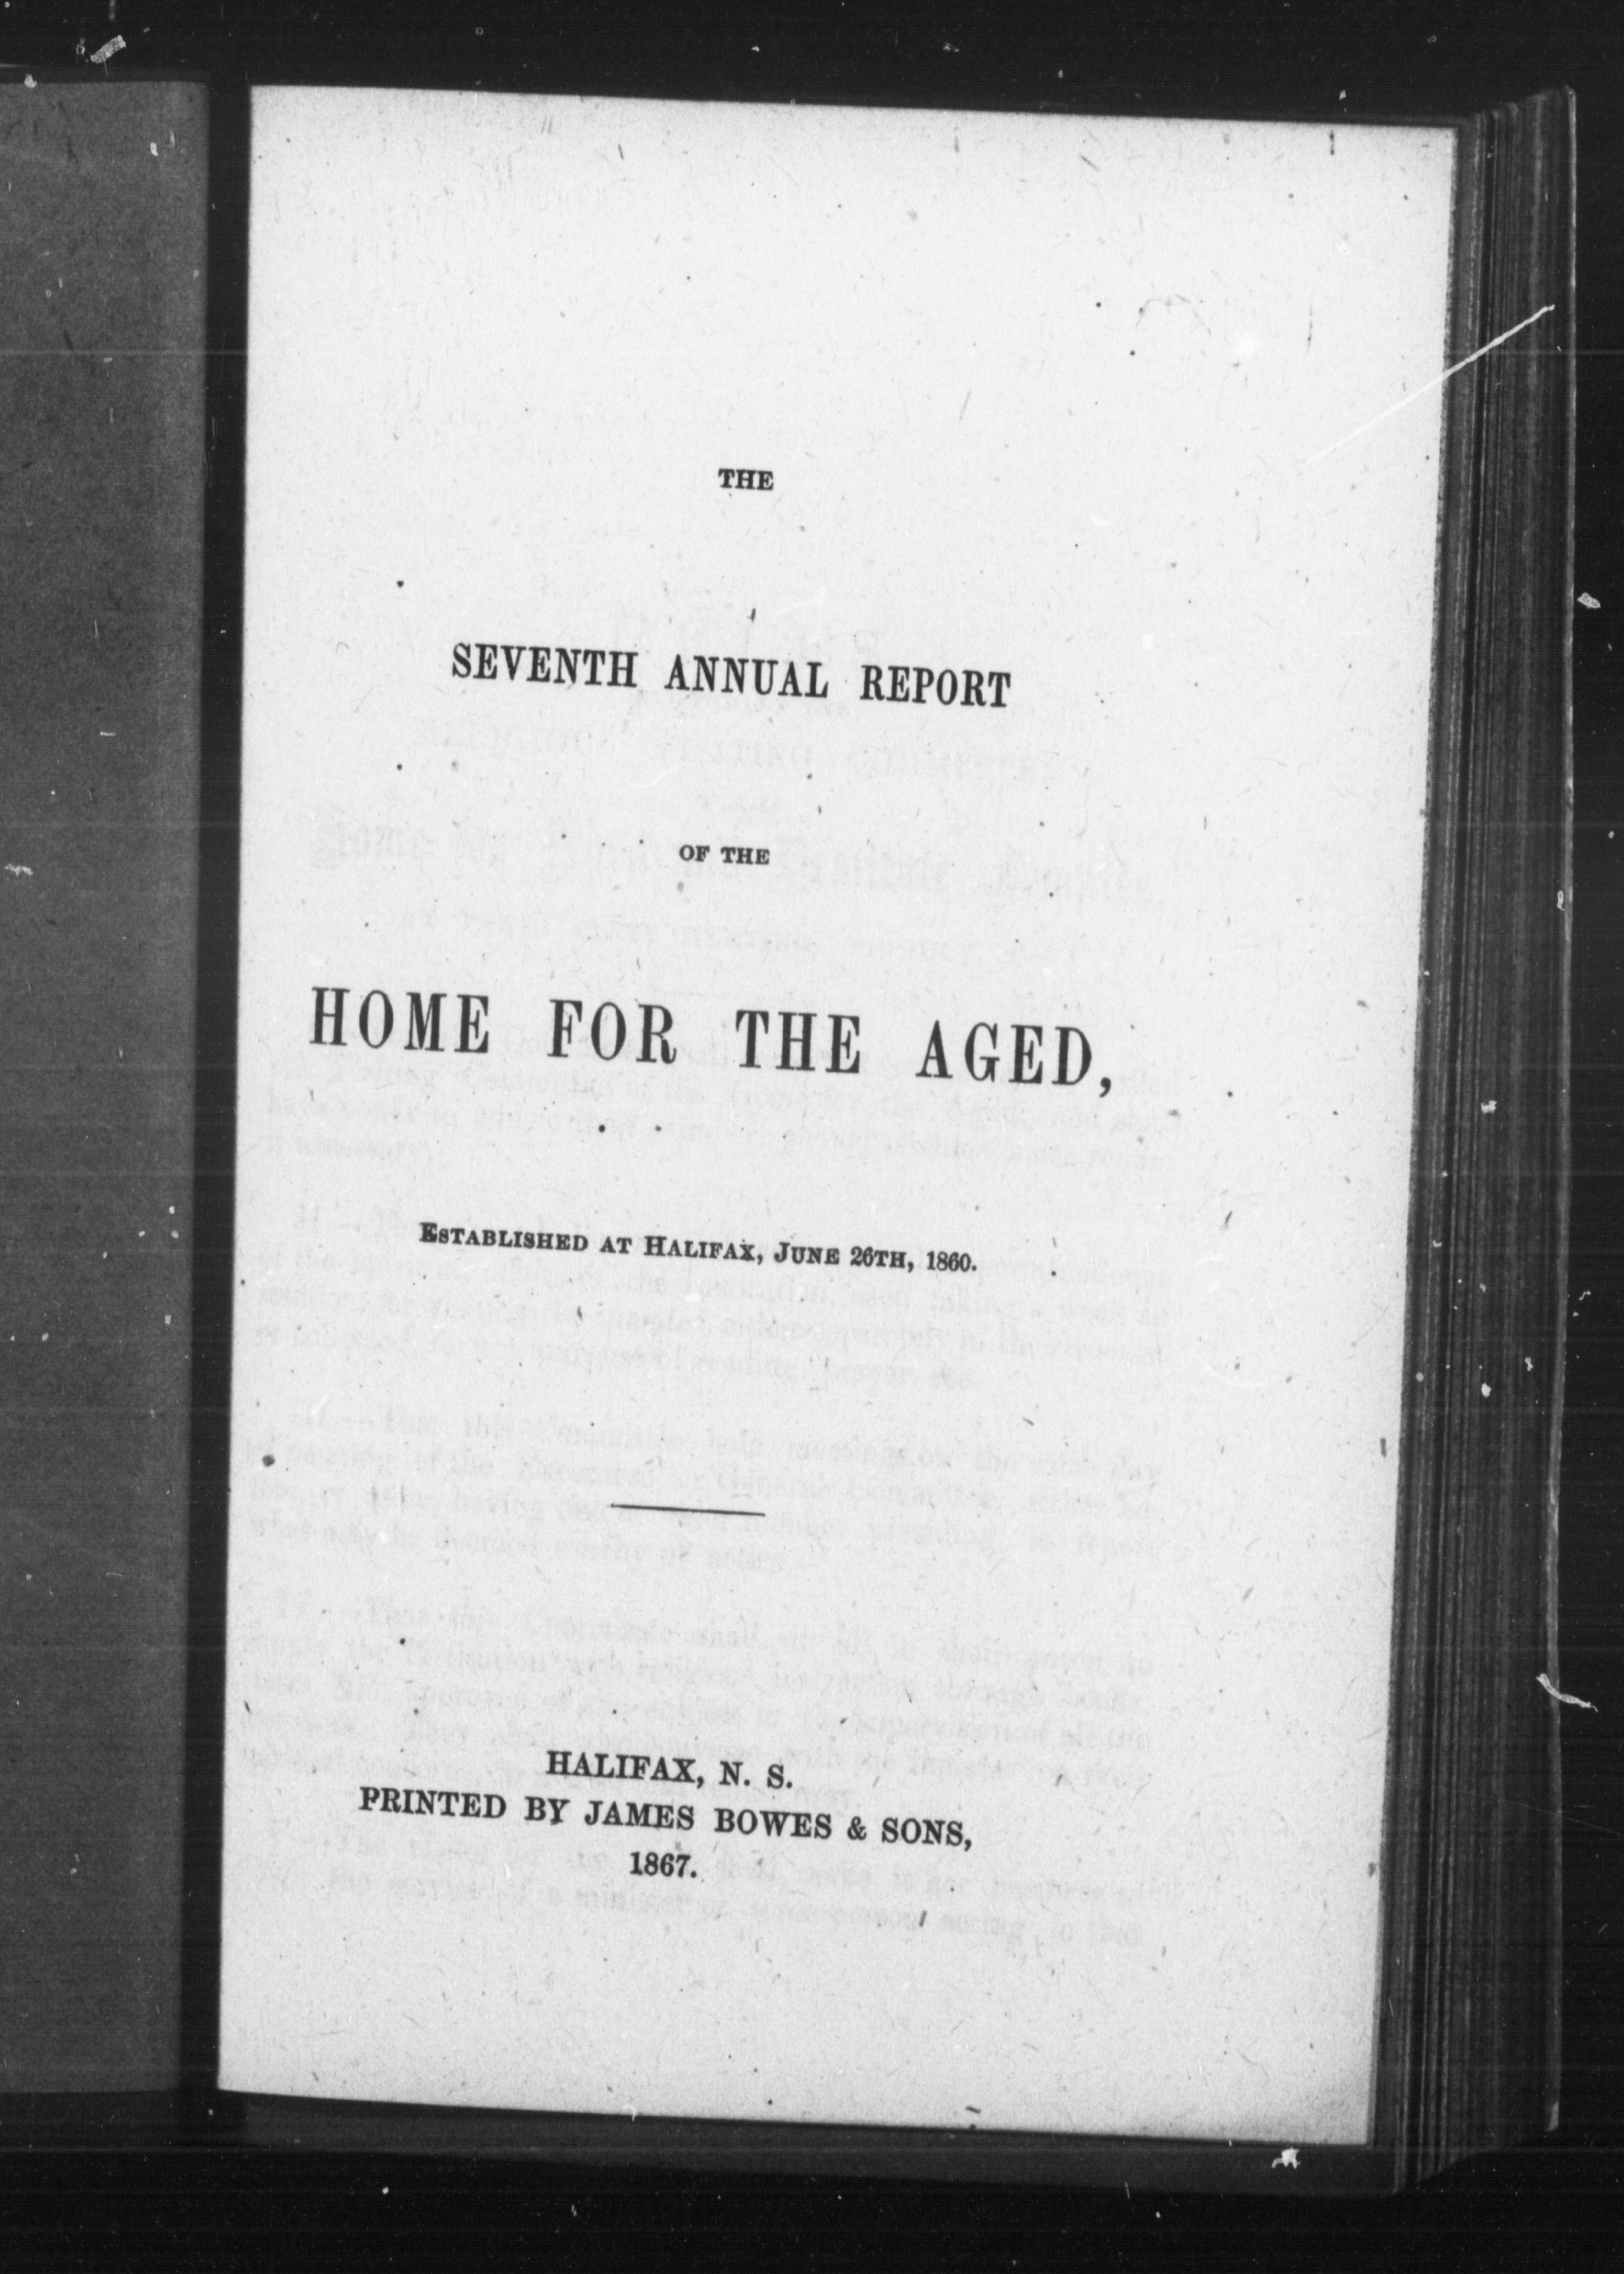 THE
SEVENTH ANNUAL REPORT
OF THE
HOME FOR THE AGED,
ESTABLISHED AT HALIFAX, JUNE 26TH, 1860.
HALIFAX, N. S.
PRINTED BY JAMES BOWES & SONS,
1867.